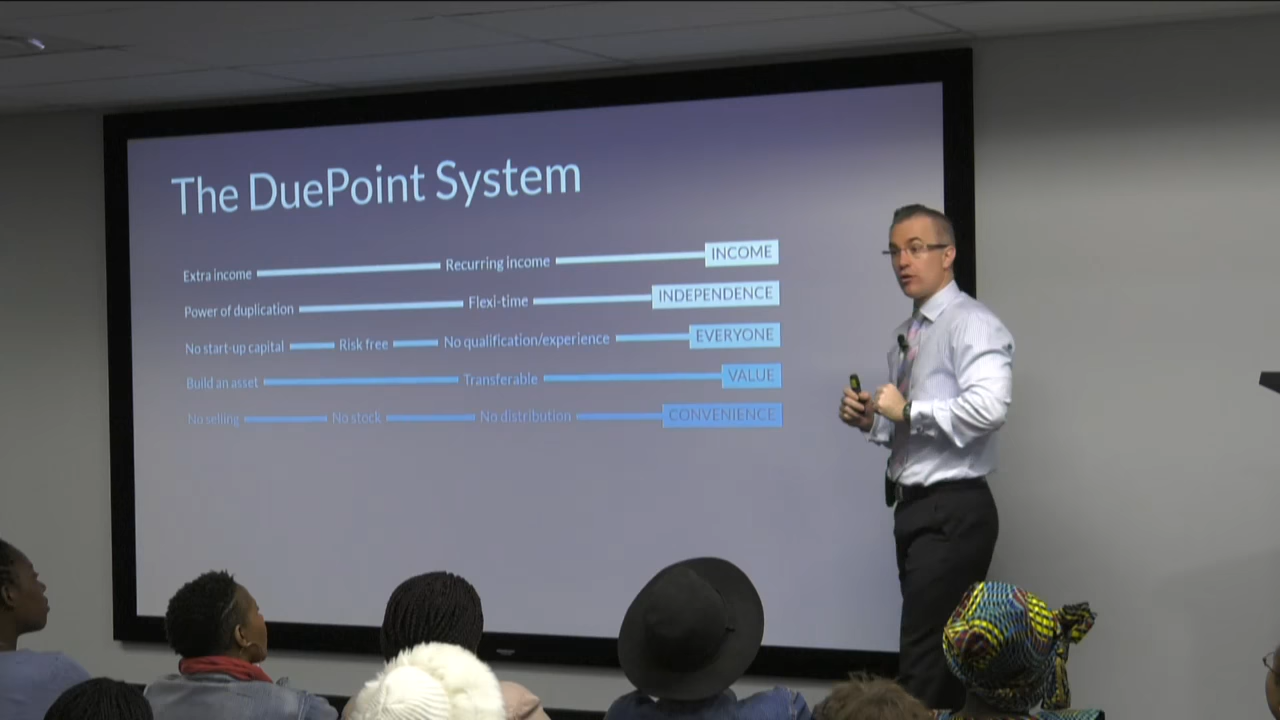 The DuePoint System
Extra income Recurring income INCOME
Power of duplication Flexi-time INDEPENDENCE
No start-up capital Risk free No qualification/experience EVERYONE
Build an asset Transferable VALUE
No selling No stock No distribution CONVENIENCE